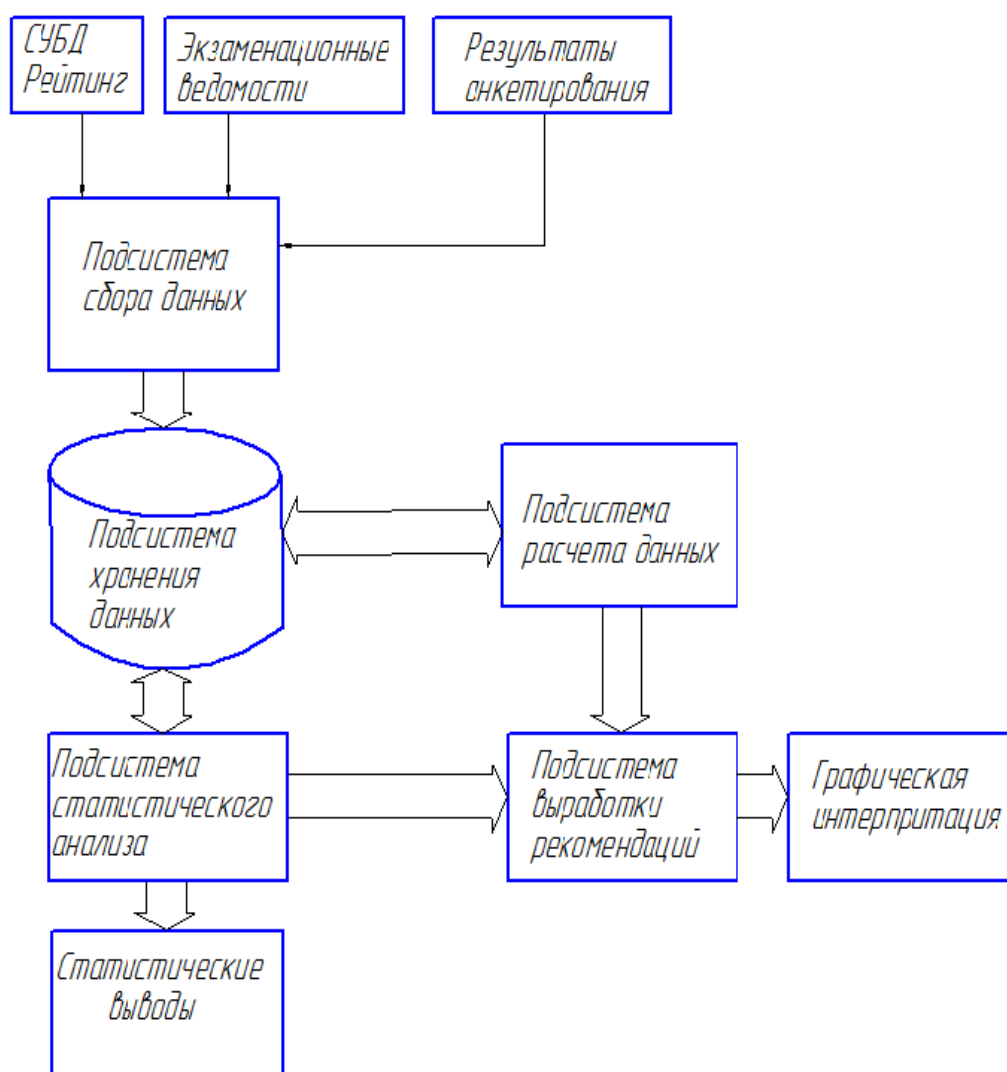 СУБД
Рейтинг
Экзаменационные
ведомости
Результаты
анкетирования
Подсистема
сбора данных
Подсистема
хранения
данных
Подсистема
расчета данных
Подсистема
статистического
анализа
Подсистема
выработки
рекомендаций
Графическая
интерпритация
Статистические
выводы